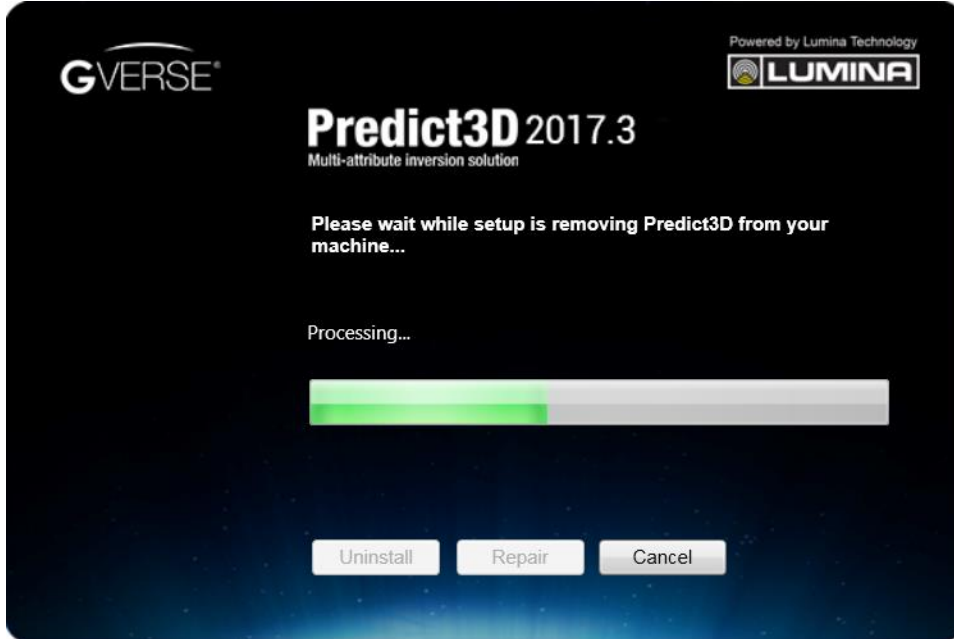 GVERSE®
Powered by Lumina Technology
LUMINA
Predict3D 2017.3
Multi-attribute inversion solution
Please wait while setup is removing Predict3D from your
machine...
Processing...
Uninstall
Repair
Cancel